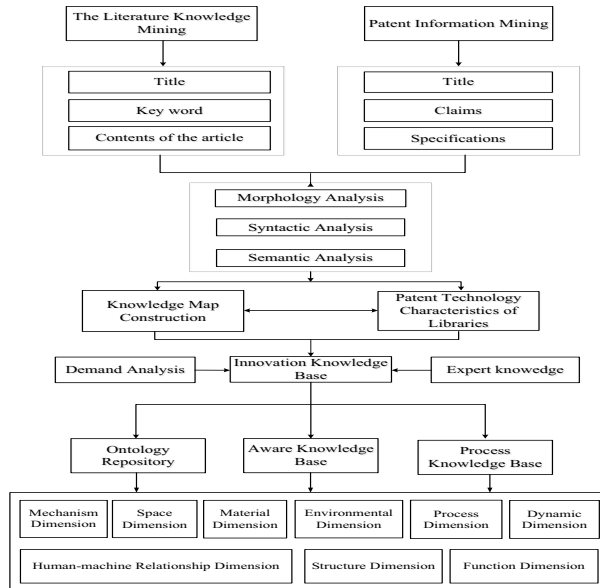 The Literature Knowledge
Mining
Patent Information Mining
Title
Key word
Contents of the article
Title
Claims
Specifications
Morphology Analysis
Syntactic Analysis
Semantic Analysis
Knowledge Map
Construction
Patent Technology
Characteristics of
Libraries
Demand Analysis
Innovation Knowledge
Base
Expert knowedge
Ontology
Repository
Aware Knowledge
Base
Process
Knowledge Base
Mechanism
Dimension
Space
Dimension
Material
Dimension
Environmental
Dimension
Process
Dimension
Dynamic
Dimension
Human-machine Relationship Dimension
Structure Dimension
Function Dimension